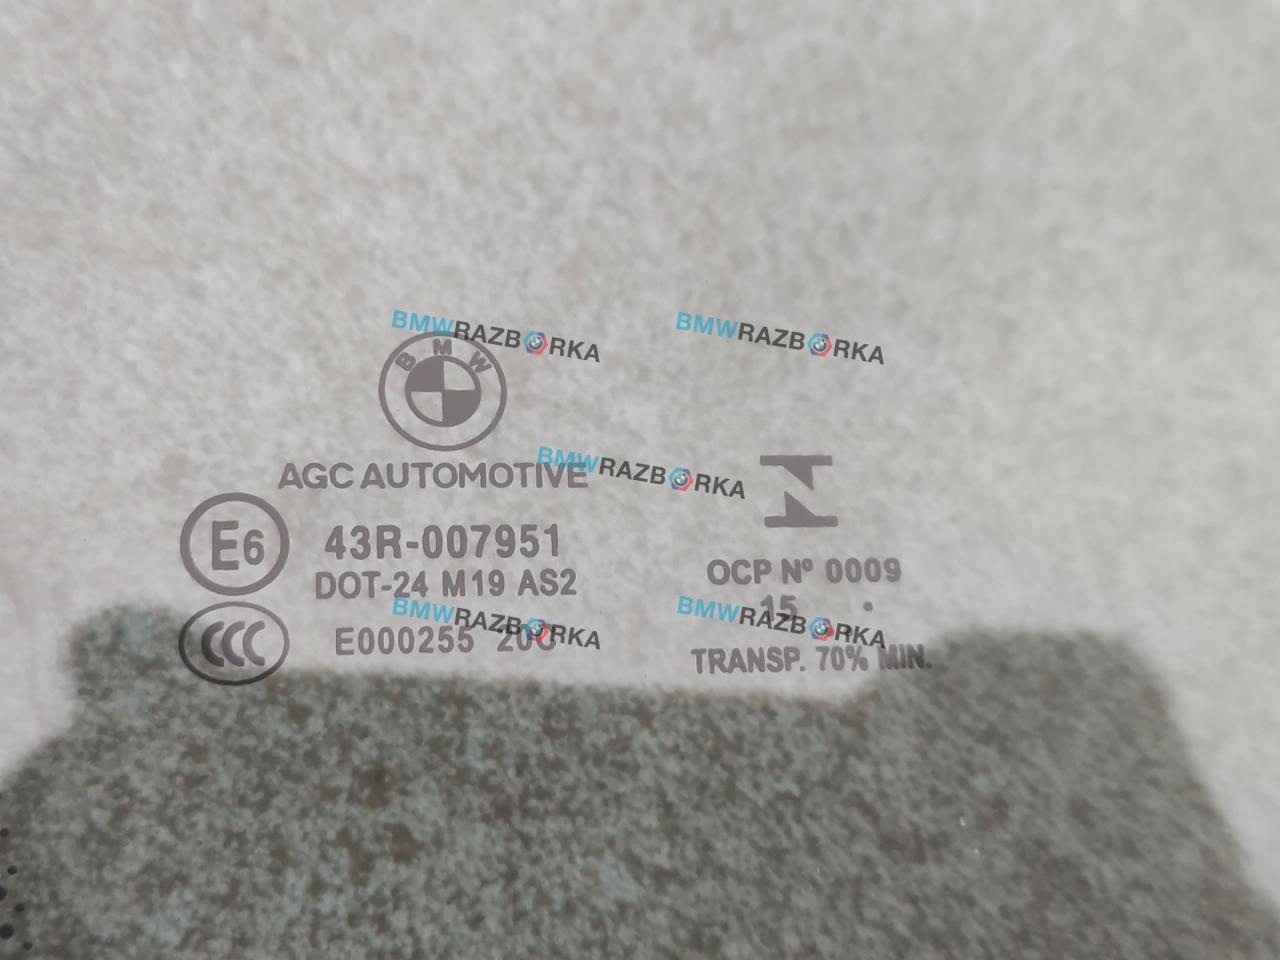 BMWRAZBORKA
BMWRAZBORKA
BMW
BMWRAZBORKA
AGC AUTOMOTIVE
E6
43R-007951
DOT-24 M19 AS2
OCP Nº 0009
15 .
BMWRAZBORKA
BMWRAZBORKA
CCC
E000255
TRANSP. 70% MIN.